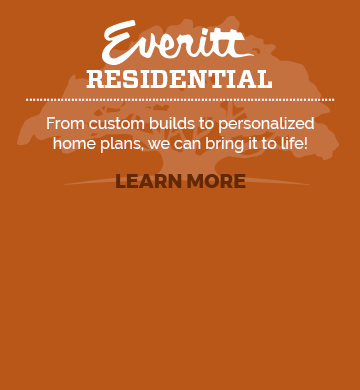 Everitt
RESIDENTIAL
From custom builds to personalized
home plans, we can bring it to life!
LEARN MORE